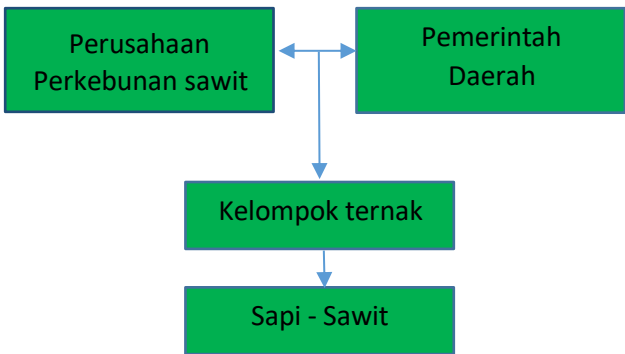 Perusahaan
Perkebunan sawit
Pemerintah
Daerah
Kelompok ternak
Sapi - Sawit